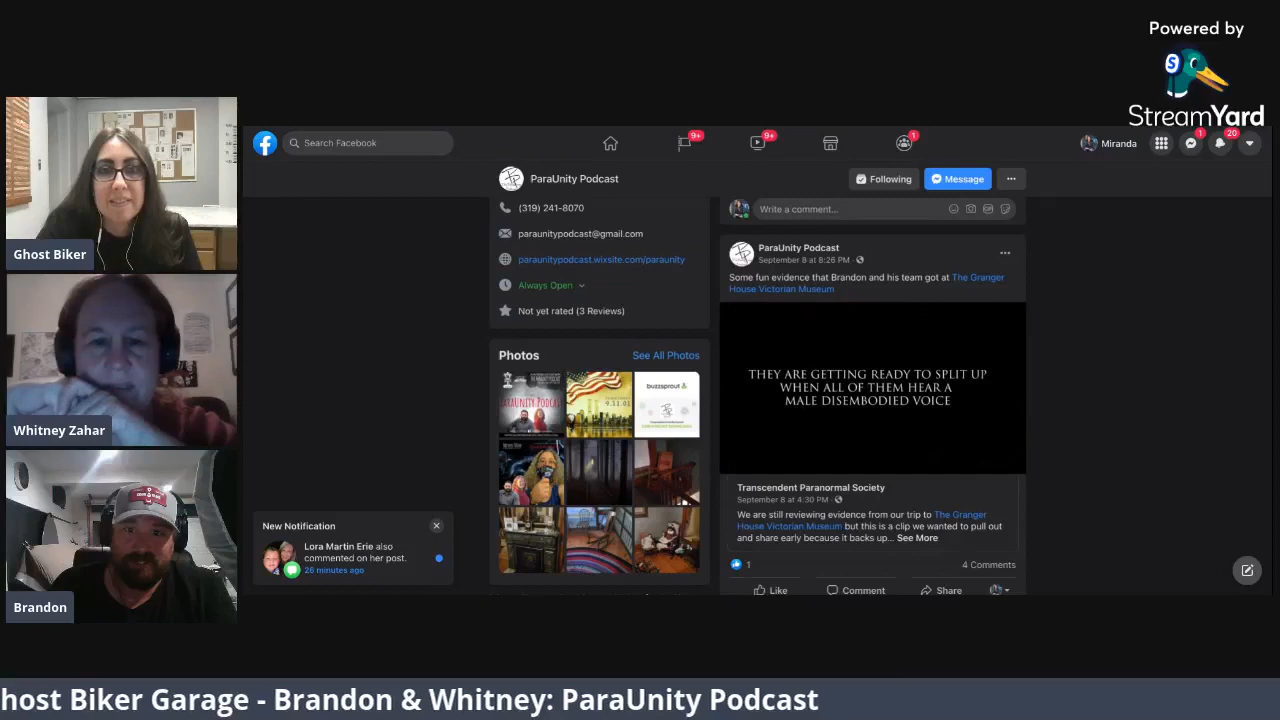 Powered by
S
StreamYard
Search Facebook
9+
9+
1
Miranda
1
20
ParaUnity Podcast
Following
Message
(319) 241-8070
paraunitypodcast@gmail.com
paraunitypodcast.wixsite.com/paraunity
Always Open
Not yet rated (3 Reviews)
Photos
See All Photos
PARAUNITY PODCAST
9.11.01
buzzsprout
Write a comment...
ParaUnity Podcast
September 8 at 8:26 PM ·
Some fun evidence that Brandon and his team got at The Granger
House Victorian Museum
THEY ARE GETTING READY TO SPLIT UP
WHEN ALL OF THEM HEAR A
MALE DISEMBODIED VOICE
Transcendent Paranormal Society
September 8 at 4:30 PM ·
We are still reviewing evidence from our trip to The Granger
House Victorian Museum but this is a clip we wanted to pull out
and share early because it backs up... See More
1
4 Comments
Like
Comment
Share
New Notification
Lora Martin Erie also
commented on her post.
26 minutes ago
Ghost Biker
Whitney Zahar
Brandon
host Biker Garage - Brandon & Whitney: ParaUnity Podcast